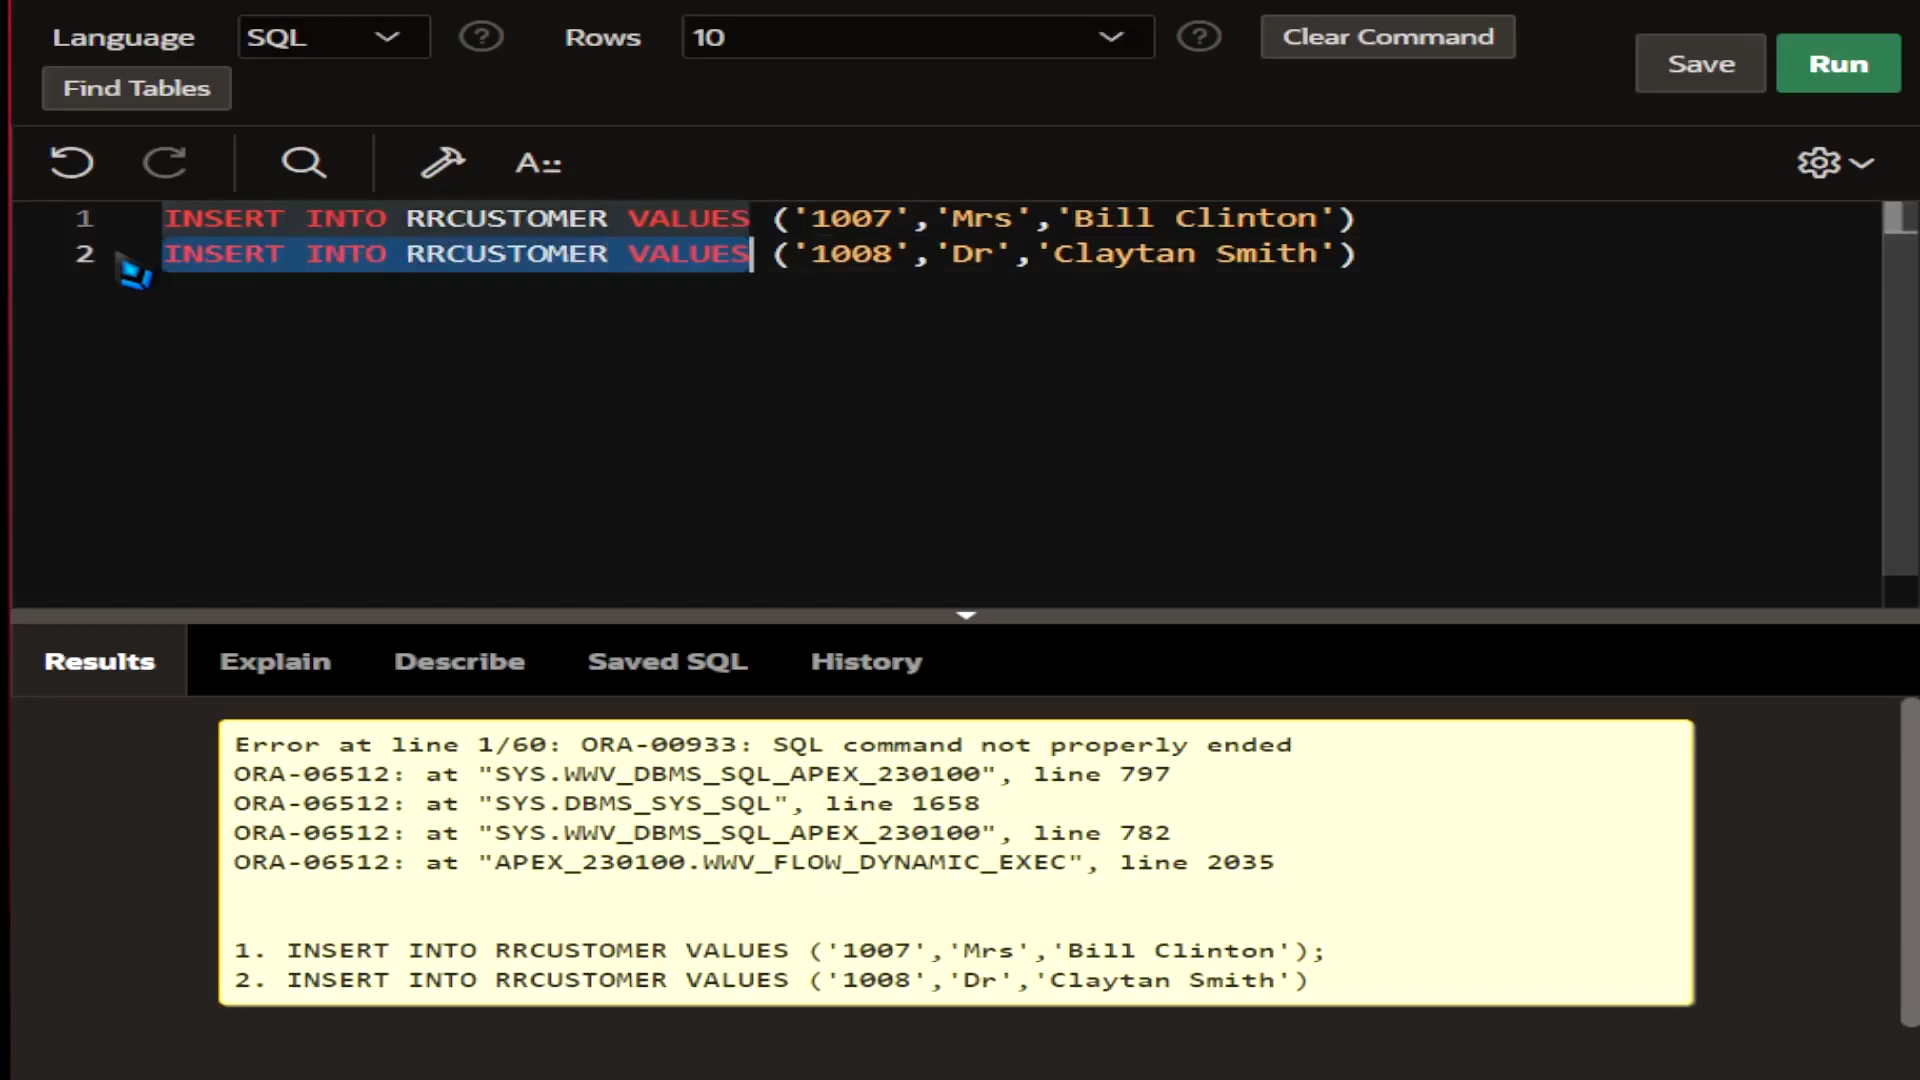 Language SQL ? Rows 10 ? Clear Command
Save Run
Find Tables
A::
1 INSERT INTO RRCUSTOMER VALUES ('1007','Mrs','Bill Clinton')
2 INSERT INTO RRCUSTOMER VALUES ('1008','Dr','Claytan Smith')
Results Explain Describe Saved SQL History
Error at line 1/60: ORA-00933: SQL command not properly ended
ORA-06512: at "SYS.WWV_DBMS_SQL_APEX_230100", line 797
ORA-06512: at "SYS.DBMS_SYS_SQL", line 1658
ORA-06512: at "SYS.WWV_DBMS_SQL_APEX_230100", line 782
ORA-06512: at "APEX_230100.WWV_FLOW_DYNAMIC_EXEC", line 2035
1. INSERT INTO RRCUSTOMER VALUES ('1007','Mrs','Bill Clinton');
2. INSERT INTO RRCUSTOMER VALUES ('1008','Dr','Claytan Smith')